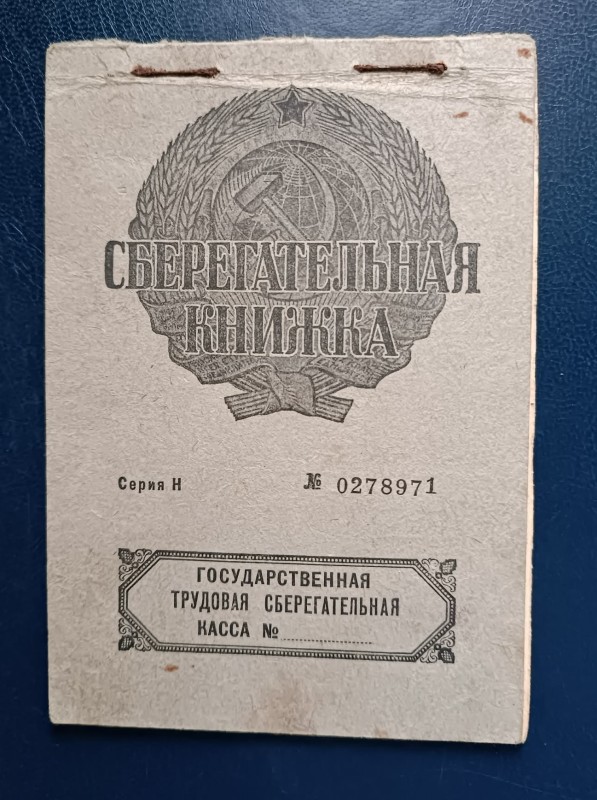 СБЕРЕГАТЕЛЬНАЯ
КНИЖКА
Серия Н № 0278971
ГОСУДАРСТВЕННАЯ
ТРУДОВАЯ СБЕРЕГАТЕЛЬНАЯ
КАССА №